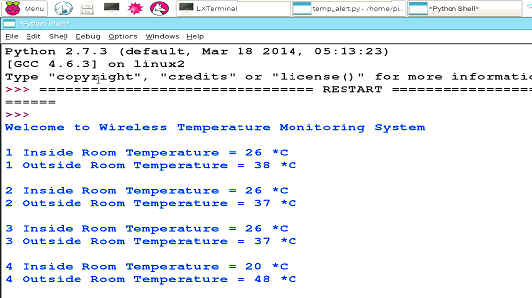 Menu LXTerminal temp_alert.py - /home/pi... *Python Shell*
*Python Shell*
File Edit Shell Debug Options Windows Help
Python 2.7.3 (default, Mar 18 2014, 05:13:23)
[GCC 4.6.3] on linux2
Type "copyright", "credits" or "license()" for more informatio
>>> ================================ RESTART ====================
======
>>>
Welcome to Wireless Temperature Monitoring System
1 Inside Room Temperature = 26 *C
1 Outside Room Temperature = 38 *C
2 Inside Room Temperature = 26 *C
2 Outside Room Temperature = 37 *C
3 Inside Room Temperature = 26 *C
3 Outside Room Temperature = 37 *C
4 Inside Room Temperature = 20 *C
4 Outside Room Temperature = 48 *C